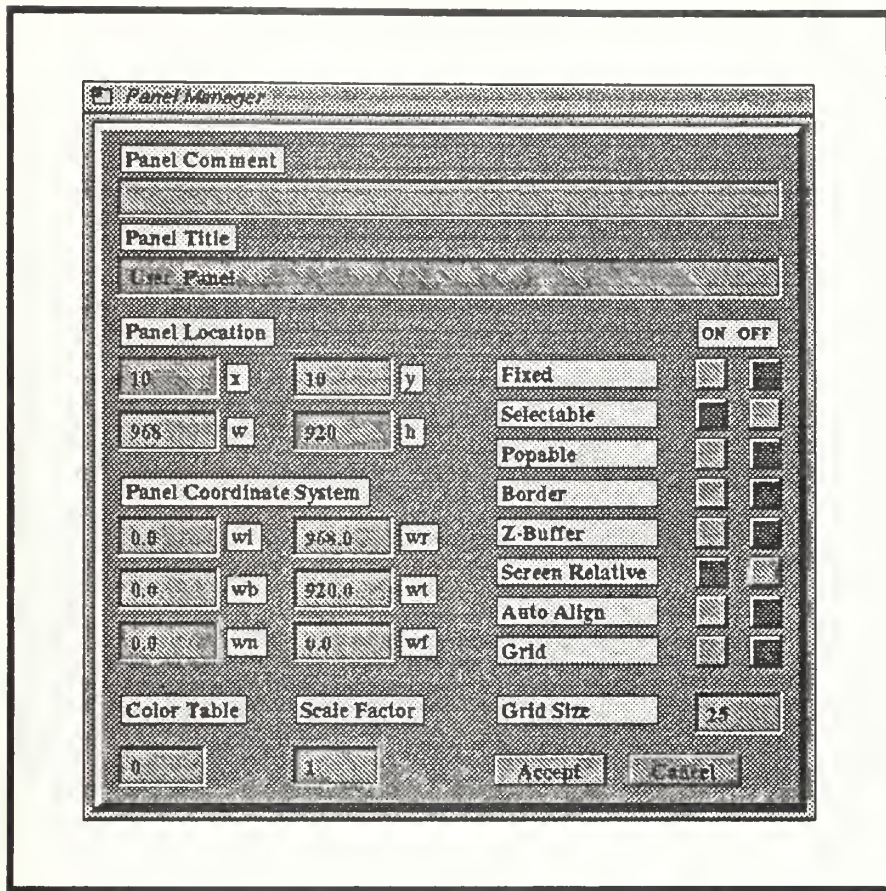 Panel Manager
Panel Comment
Panel Title
User_Panel
Panel Location
ON OFF
10 x 10 y
Fixed
968 w 920 h
Selectable
Popable
Panel Coordinate System
Border
0.0 wl 968.0 wr
Z-Buffer
0.0 wb 920.0 wt
Screen Relative
Auto Align
0.0 wn 0.0 wf
Grid
Color Table Scale Factor Grid Size 25
0 1 Accept Cancel